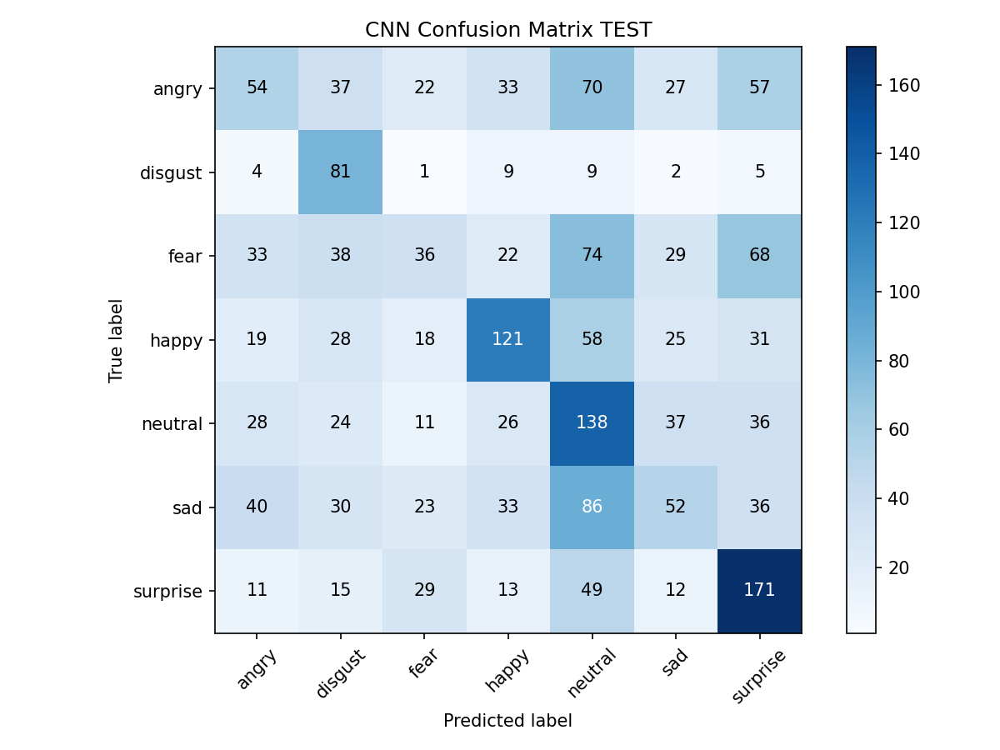 CNN Confusion Matrix TEST
angry 54 37 22 33 70 27 57
disgust 4 81 1 9 9 2 5
fear 33 38 36 22 74 29 68
happy 19 28 18 121 58 25 31
neutral 28 24 11 26 138 37 36
sad 40 30 23 33 86 52 36
surprise 11 15 29 13 49 12 171
True label
angry disgust fear happy neutral sad surprise
Predicted label
160
140
120
100
80
60
40
20